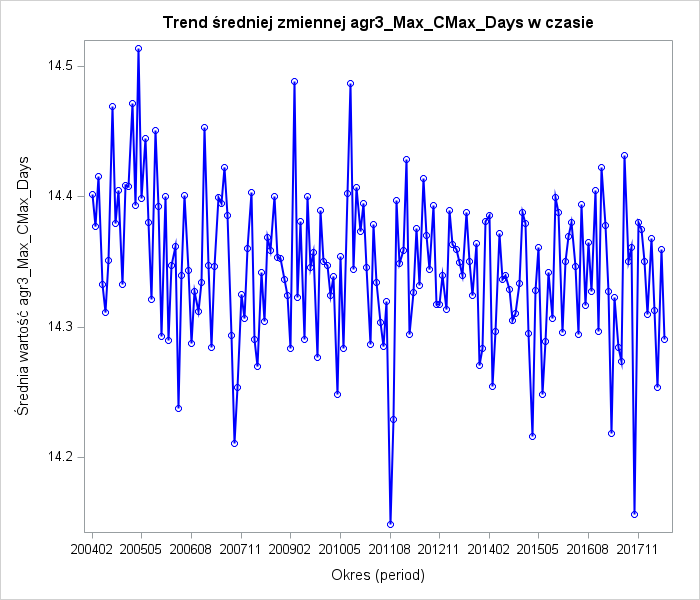 Trend średniej zmiennej agr3_Max_CMax_Days w czasie
Średnia wartość agr3_Max_CMax_Days
14.5
14.4
14.3
14.2
200402 200505 200608 200711 200902 201005 201108 201211 201402 201505 201608 201711
Okres (period)